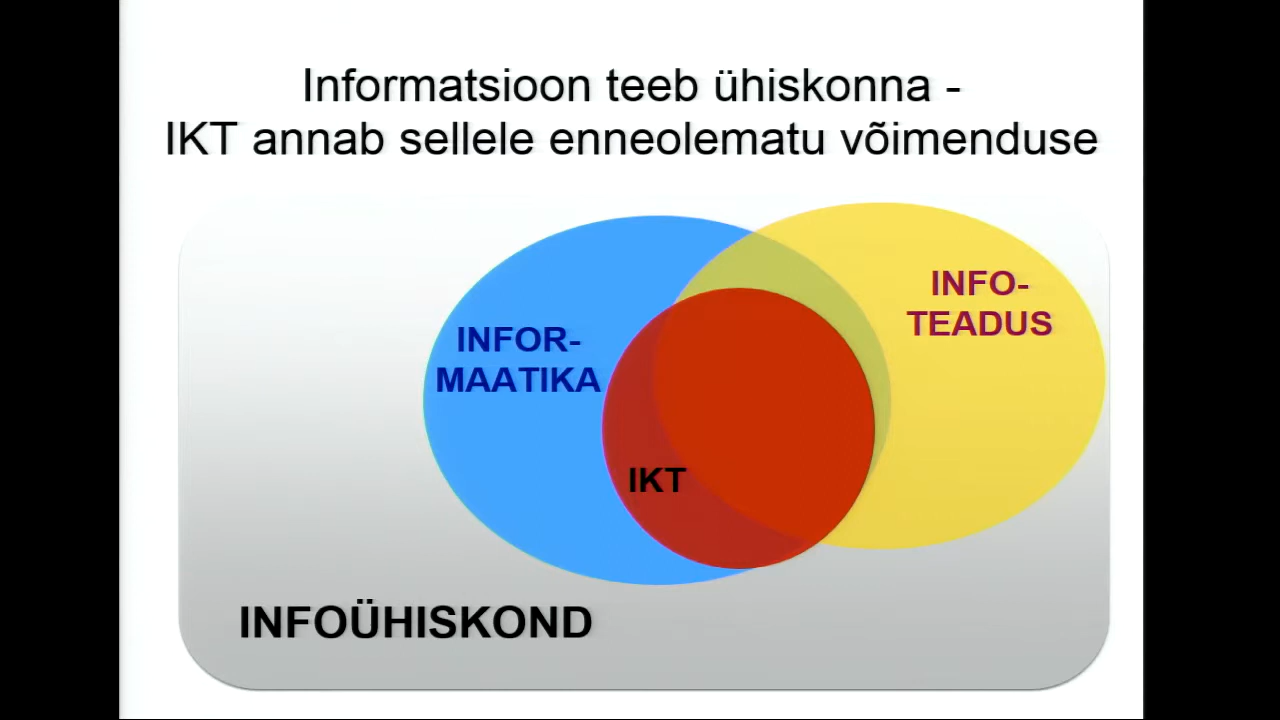 Informatsioon teeb ühiskonna -
IKT annab sellele enneolematu võimenduse
INFO-
TEADUS
INFOR-
MAATIKA
IKT
INFOÜHISKOND